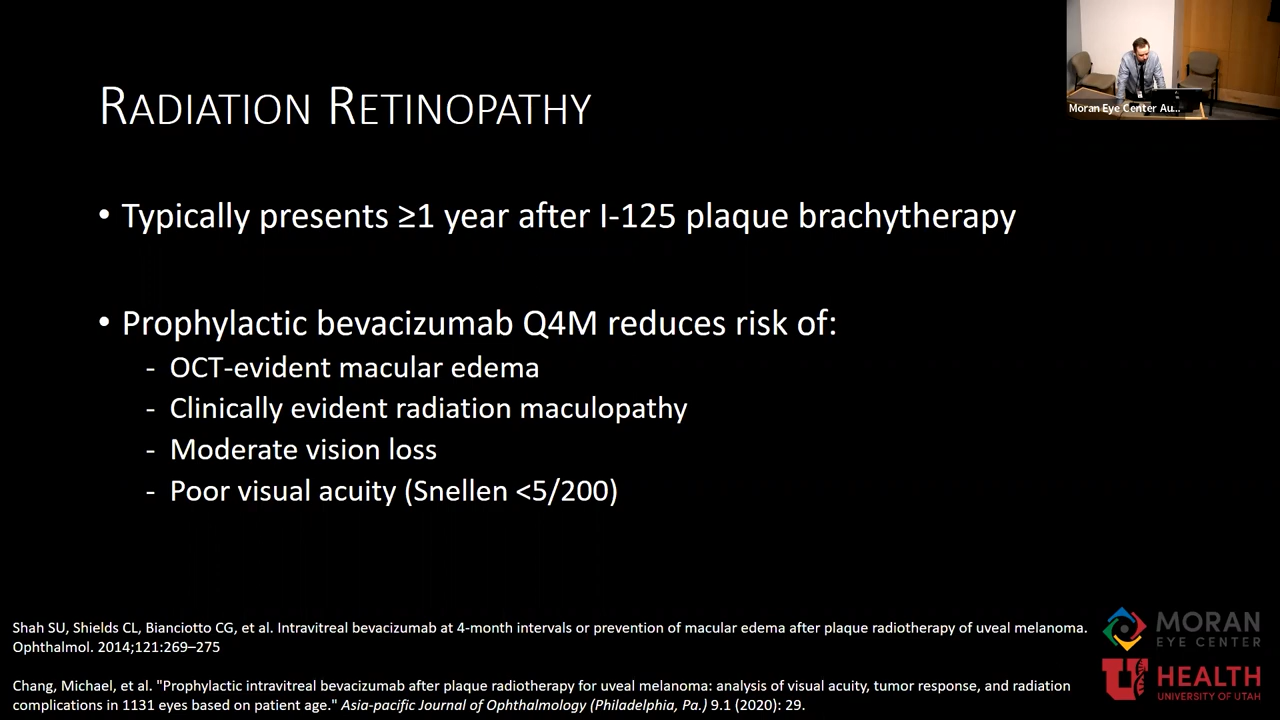 RADIATION RETINOPATHY
• Typically presents ≥1 year after I-125 plaque brachytherapy
• Prophylactic bevacizumab Q4M reduces risk of:
- OCT-evident macular edema
- Clinically evident radiation maculopathy
- Moderate vision loss
- Poor visual acuity (Snellen <5/200)
Shah SU, Shields CL, Bianciotto CG, et al. Intravitreal bevacizumab at 4-month intervals or prevention of macular edema after plaque radiotherapy of uveal melanoma.
Ophthalmol. 2014;121:269–275
Chang, Michael, et al. "Prophylactic intravitreal bevacizumab after plaque radiotherapy for uveal melanoma: analysis of visual acuity, tumor response, and radiation
complications in 1131 eyes based on patient age." Asia-pacific Journal of Ophthalmology (Philadelphia, Pa.) 9.1 (2020): 29.
Moran Eye Center Au...
MORAN
EYE CENTER
U HEALTH
UNIVERSITY OF UTAH